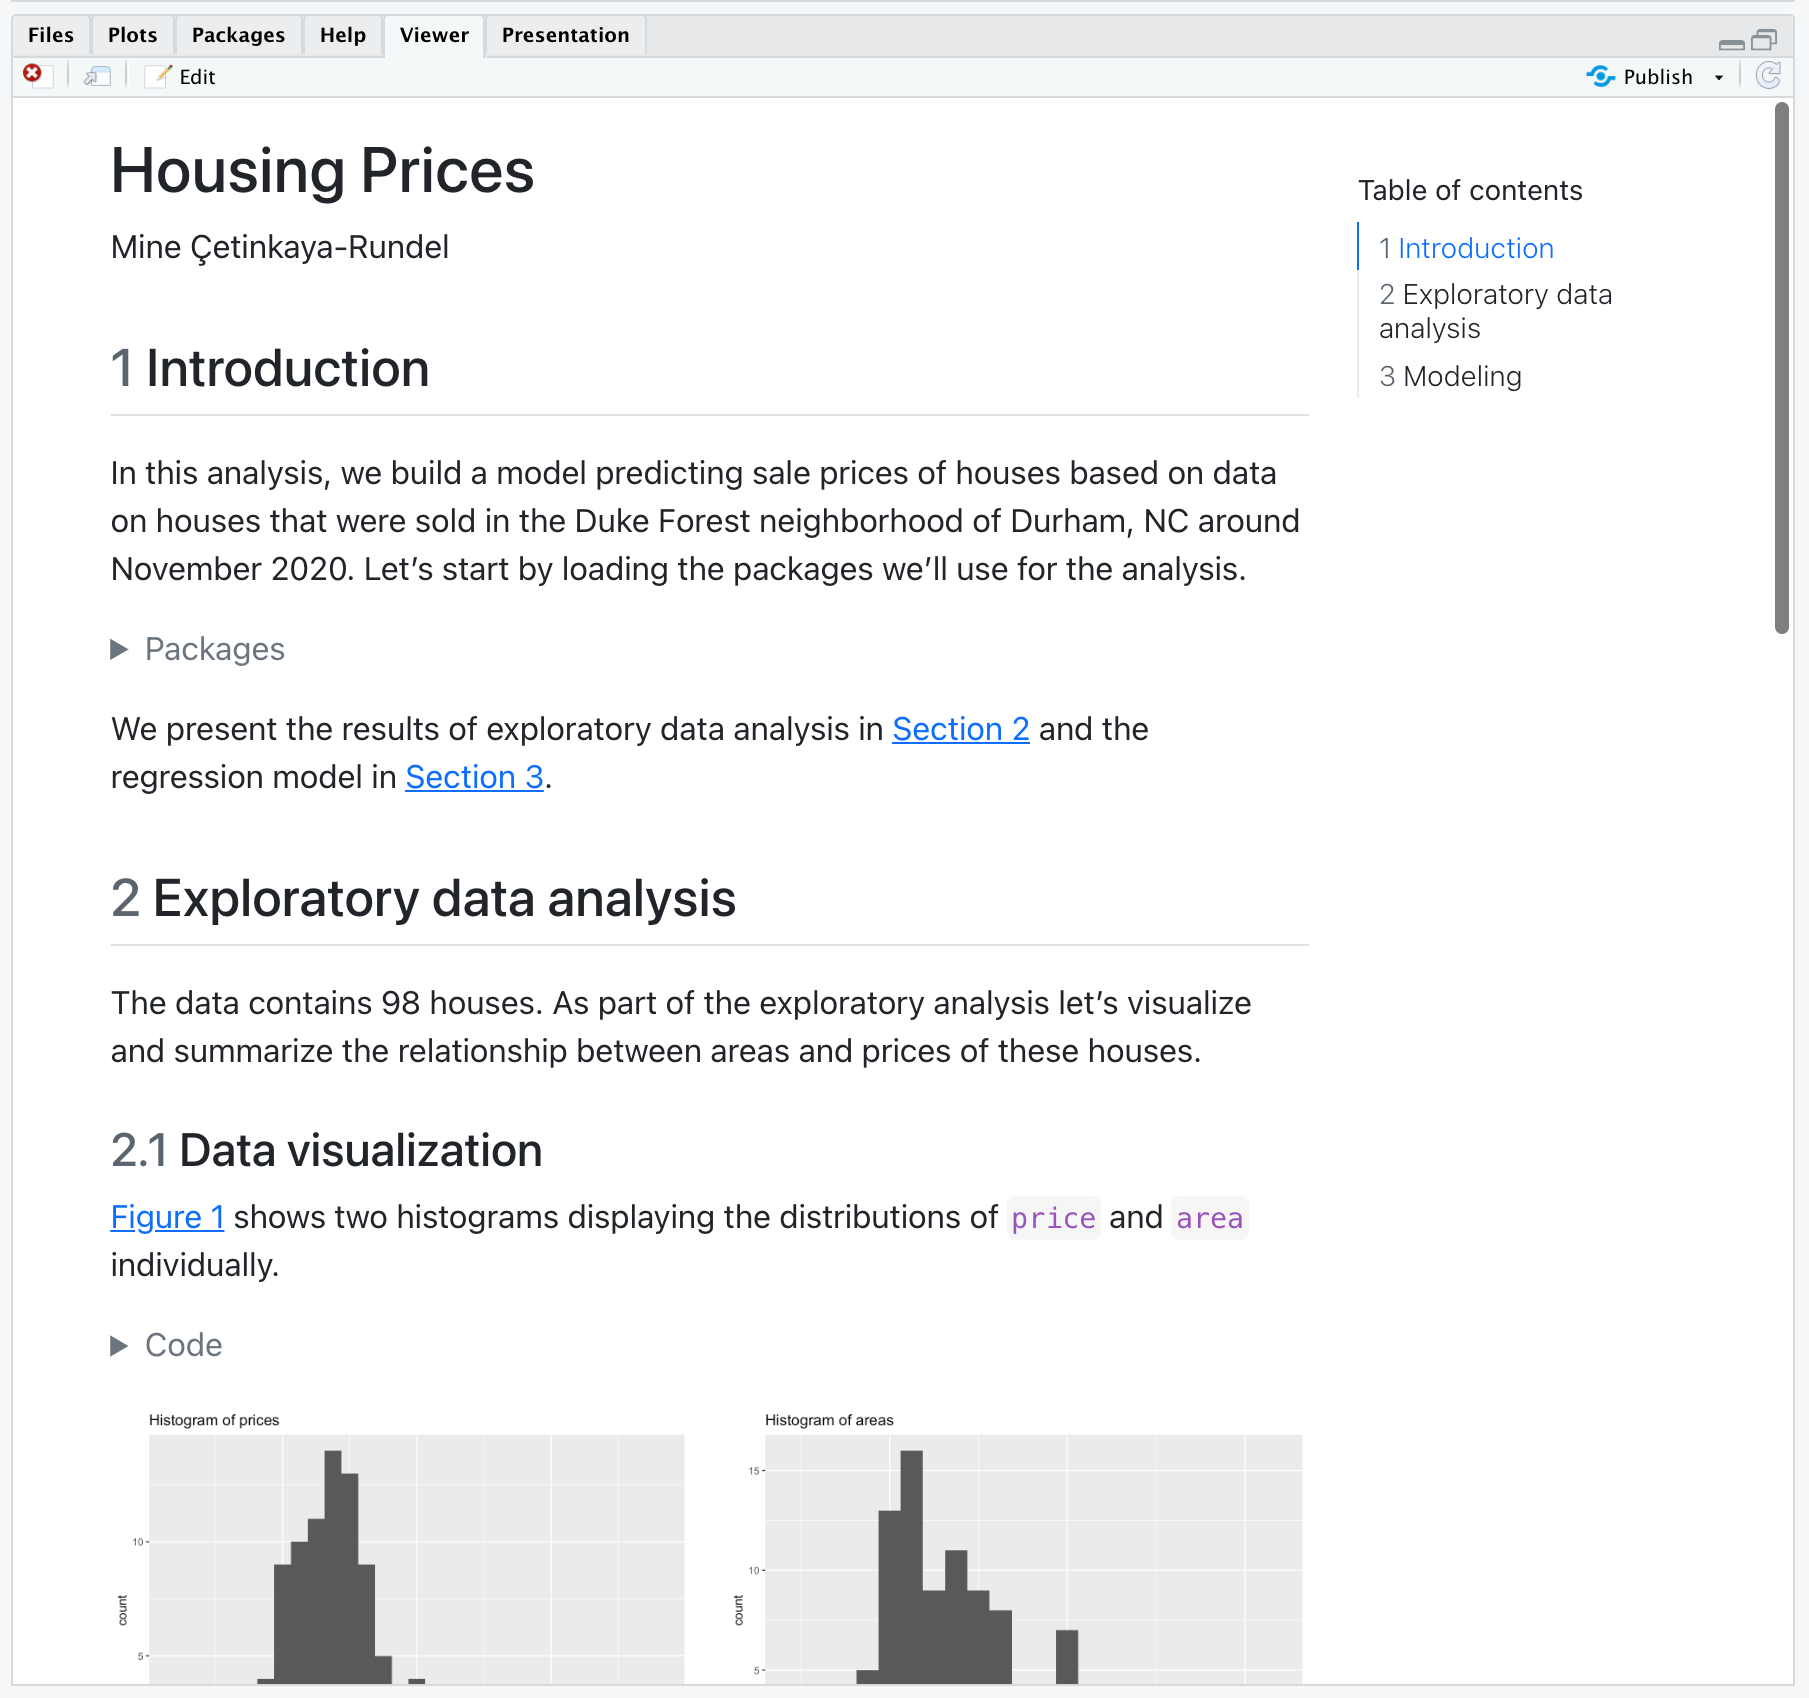 Files Plots Packages Help Viewer Presentation
Edit Publish
Housing Prices
Mine Çetinkaya-Rundel
Table of contents
1 Introduction
2 Exploratory data
analysis
3 Modeling
1 Introduction
In this analysis, we build a model predicting sale prices of houses based on data
on houses that were sold in the Duke Forest neighborhood of Durham, NC around
November 2020. Let’s start by loading the packages we’ll use for the analysis.
Packages
We present the results of exploratory data analysis in Section 2 and the
regression model in Section 3.
2 Exploratory data analysis
The data contains 98 houses. As part of the exploratory analysis let’s visualize
and summarize the relationship between areas and prices of these houses.
2.1 Data visualization
Figure 1 shows two histograms displaying the distributions of price and area
individually.
Code
Histogram of prices
10
5
count
Histogram of areas
15
10
5
count